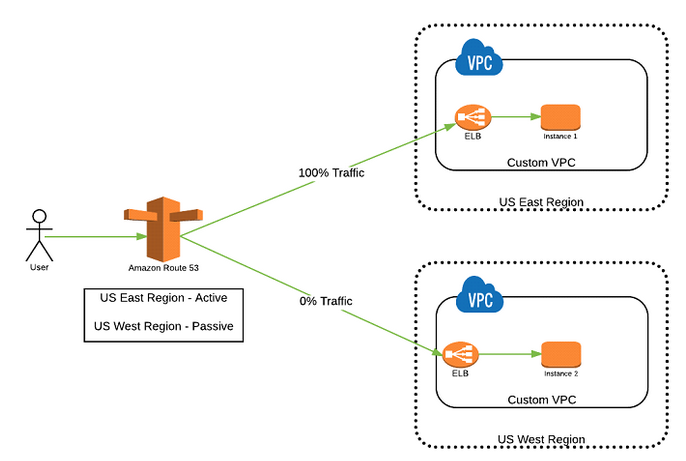 VPC
ELB
Instance 1
Custom VPC
US East Region
100% Traffic
User
Amazon Route 53
US East Region - Active
US West Region - Passive
0% Traffic
VPC
ELB
Instance 2
Custom VPC
US West Region